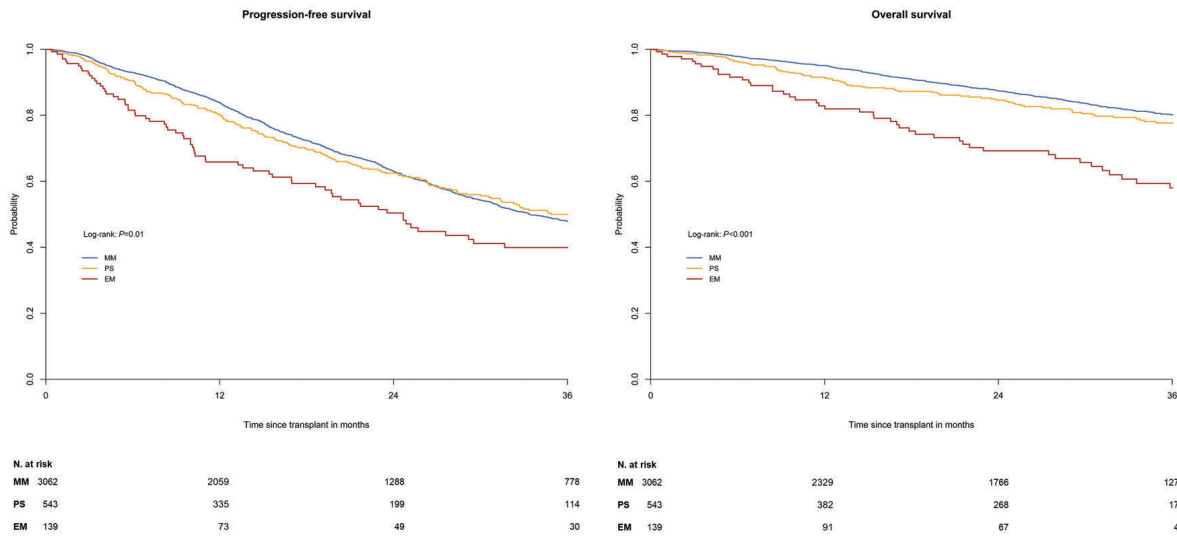 Progression-free survival
1.0
0.8
0.6
0.4
0.2
0.0
Probability
Log-rank: P=0.01
MM
PS
EM
0 12 24 36
Time since transplant in months
N. at risk
MM 3062 2059 1288 778
PS 543 335 199 114
EM 139 73 49 30
Overall survival
1.0
0.8
0.6
0.4
0.2
0.0
Probability
Log-rank: P<0.001
MM
PS
EM
0 12 24 36
Time since transplant in months
N. at risk
MM 3062 2329 1766 127
PS 543 382 268 17
EM 139 91 67 4